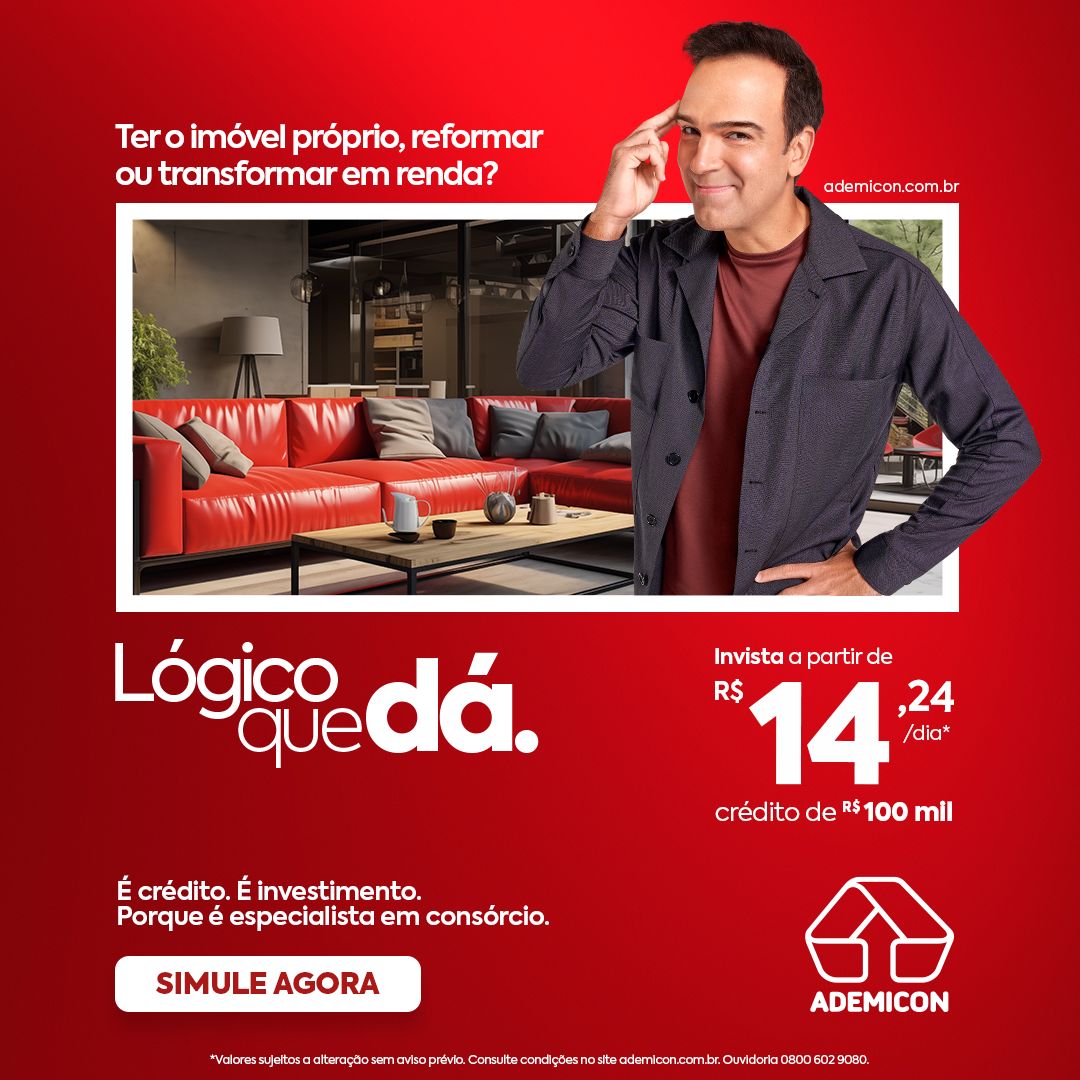 Ter o imóvel próprio, reformar
ou transformar em renda?
ademicon.com.br
Lógico
que dá.
Invista a partir de
R$ 14,24
/dia*
crédito de R$ 100 mil
É crédito. É investimento.
Porque é especialista em consórcio.
SIMULE AGORA
ADEMICON
*Valores sujeitos a alteração sem aviso prévio. Consulte condições no site ademicon.com.br. Ouvidoria 0800 602 9080.